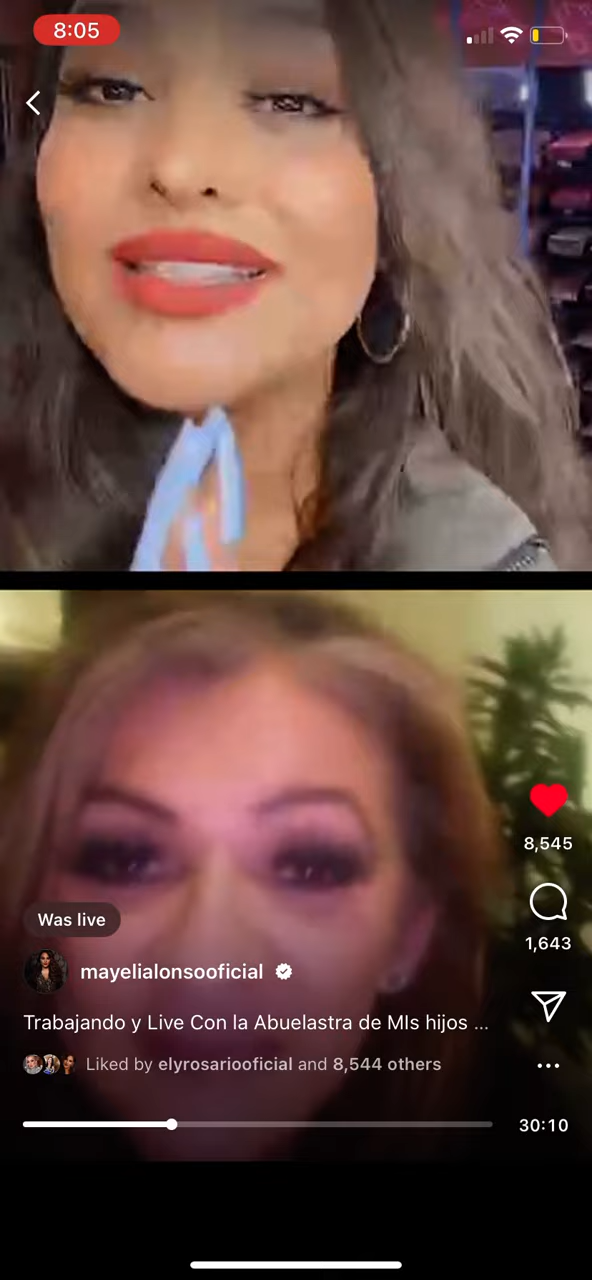 8:05
8,545
Was live
1,643
mayelialonsooficial
Trabajando y Live Con la Abuelastra de MIs hijos ...
Liked by elyrosariooficial and 8,544 others
30:10